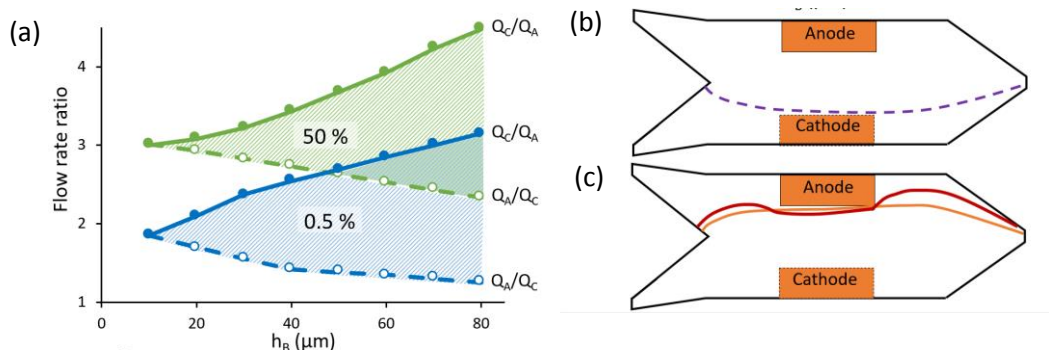 (a)
Flow rate ratio
4
3
2
1
0
20
40
60
80
h_B (μm)
50 %
0.5 %
Q_C/Q_A
Q_C/Q_A
Q_A/Q_C
Q_A/Q_C
(b)
Anode
Cathode
(c)
Anode
Cathode